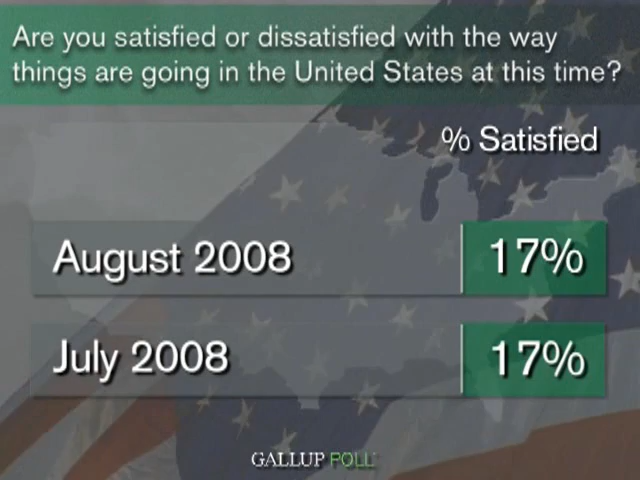 Are you satisfied or dissatisfied with the way
things are going in the United States at this time?
% Satisfied
August 2008 17%
July 2008 17%
GALLUP POLL